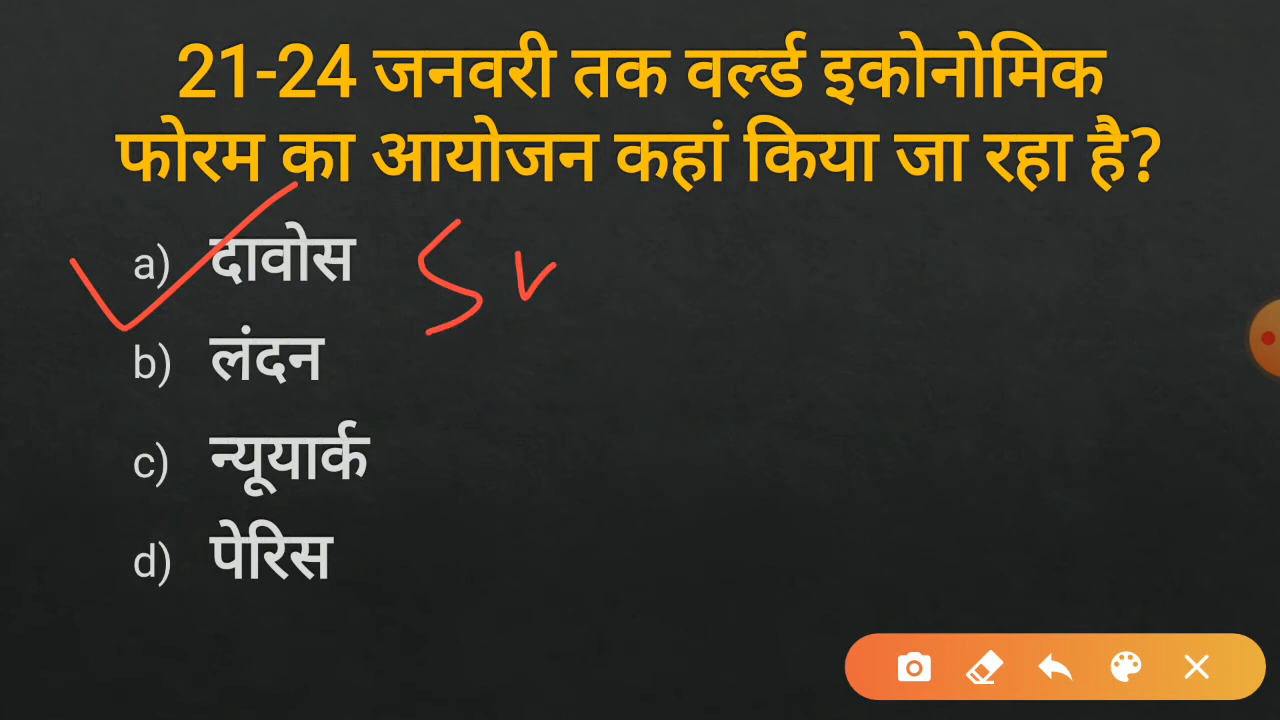 21-24 जनवरी तक वर्ल्ड इकोनोमिक
फोरम का आयोजन कहां किया जा रहा है?
a) दावोस S v
b) लंदन
c) न्यूयार्क
d) पेरिस